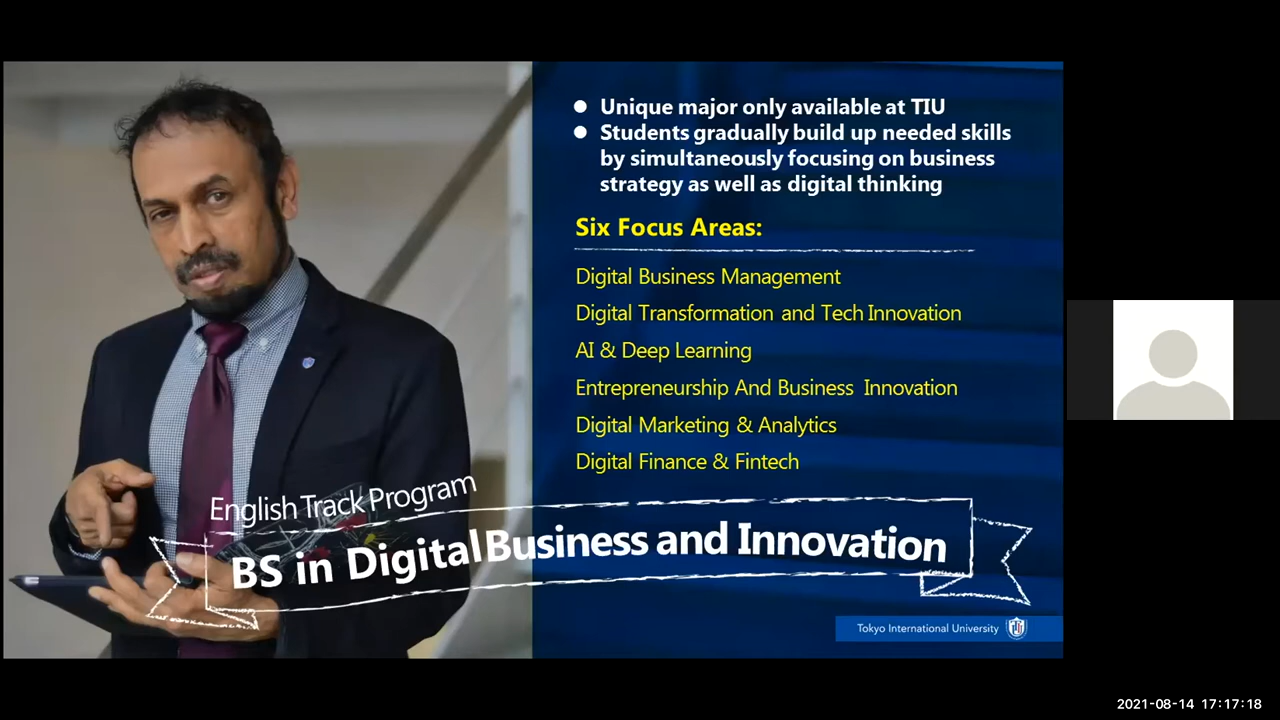 ● Unique major only available at TIU
● Students gradually build up needed skills
by simultaneously focusing on business
strategy as well as digital thinking
Six Focus Areas:
Digital Business Management
Digital Transformation and Tech Innovation
AI & Deep Learning
Entrepreneurship And Business Innovation
Digital Marketing & Analytics
Digital Finance & Fintech
English Track Program
BS in Digital Business and Innovation
Tokyo International University
2021-08-14 17:17:18